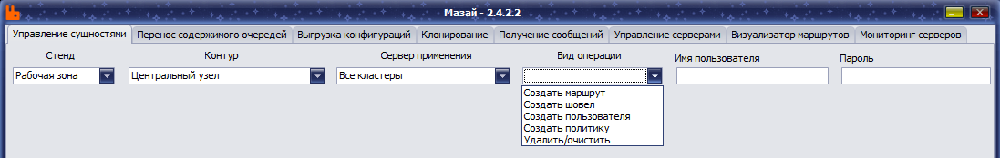 Мазай - 2.4.2.2
Управление сущностями Перенос содержимого очередей Выгрузка конфигураций Клонирование Получение сообщений Управление серверами Визуализатор маршрутов Мониторинг серверов
Стенд Контур Сервер применения Вид операции Имя пользователя Пароль
Рабочая зона Центральный узел Все кластеры
Создать маршрут
Создать шовел
Создать пользователя
Создать политику
Удалить/очистить